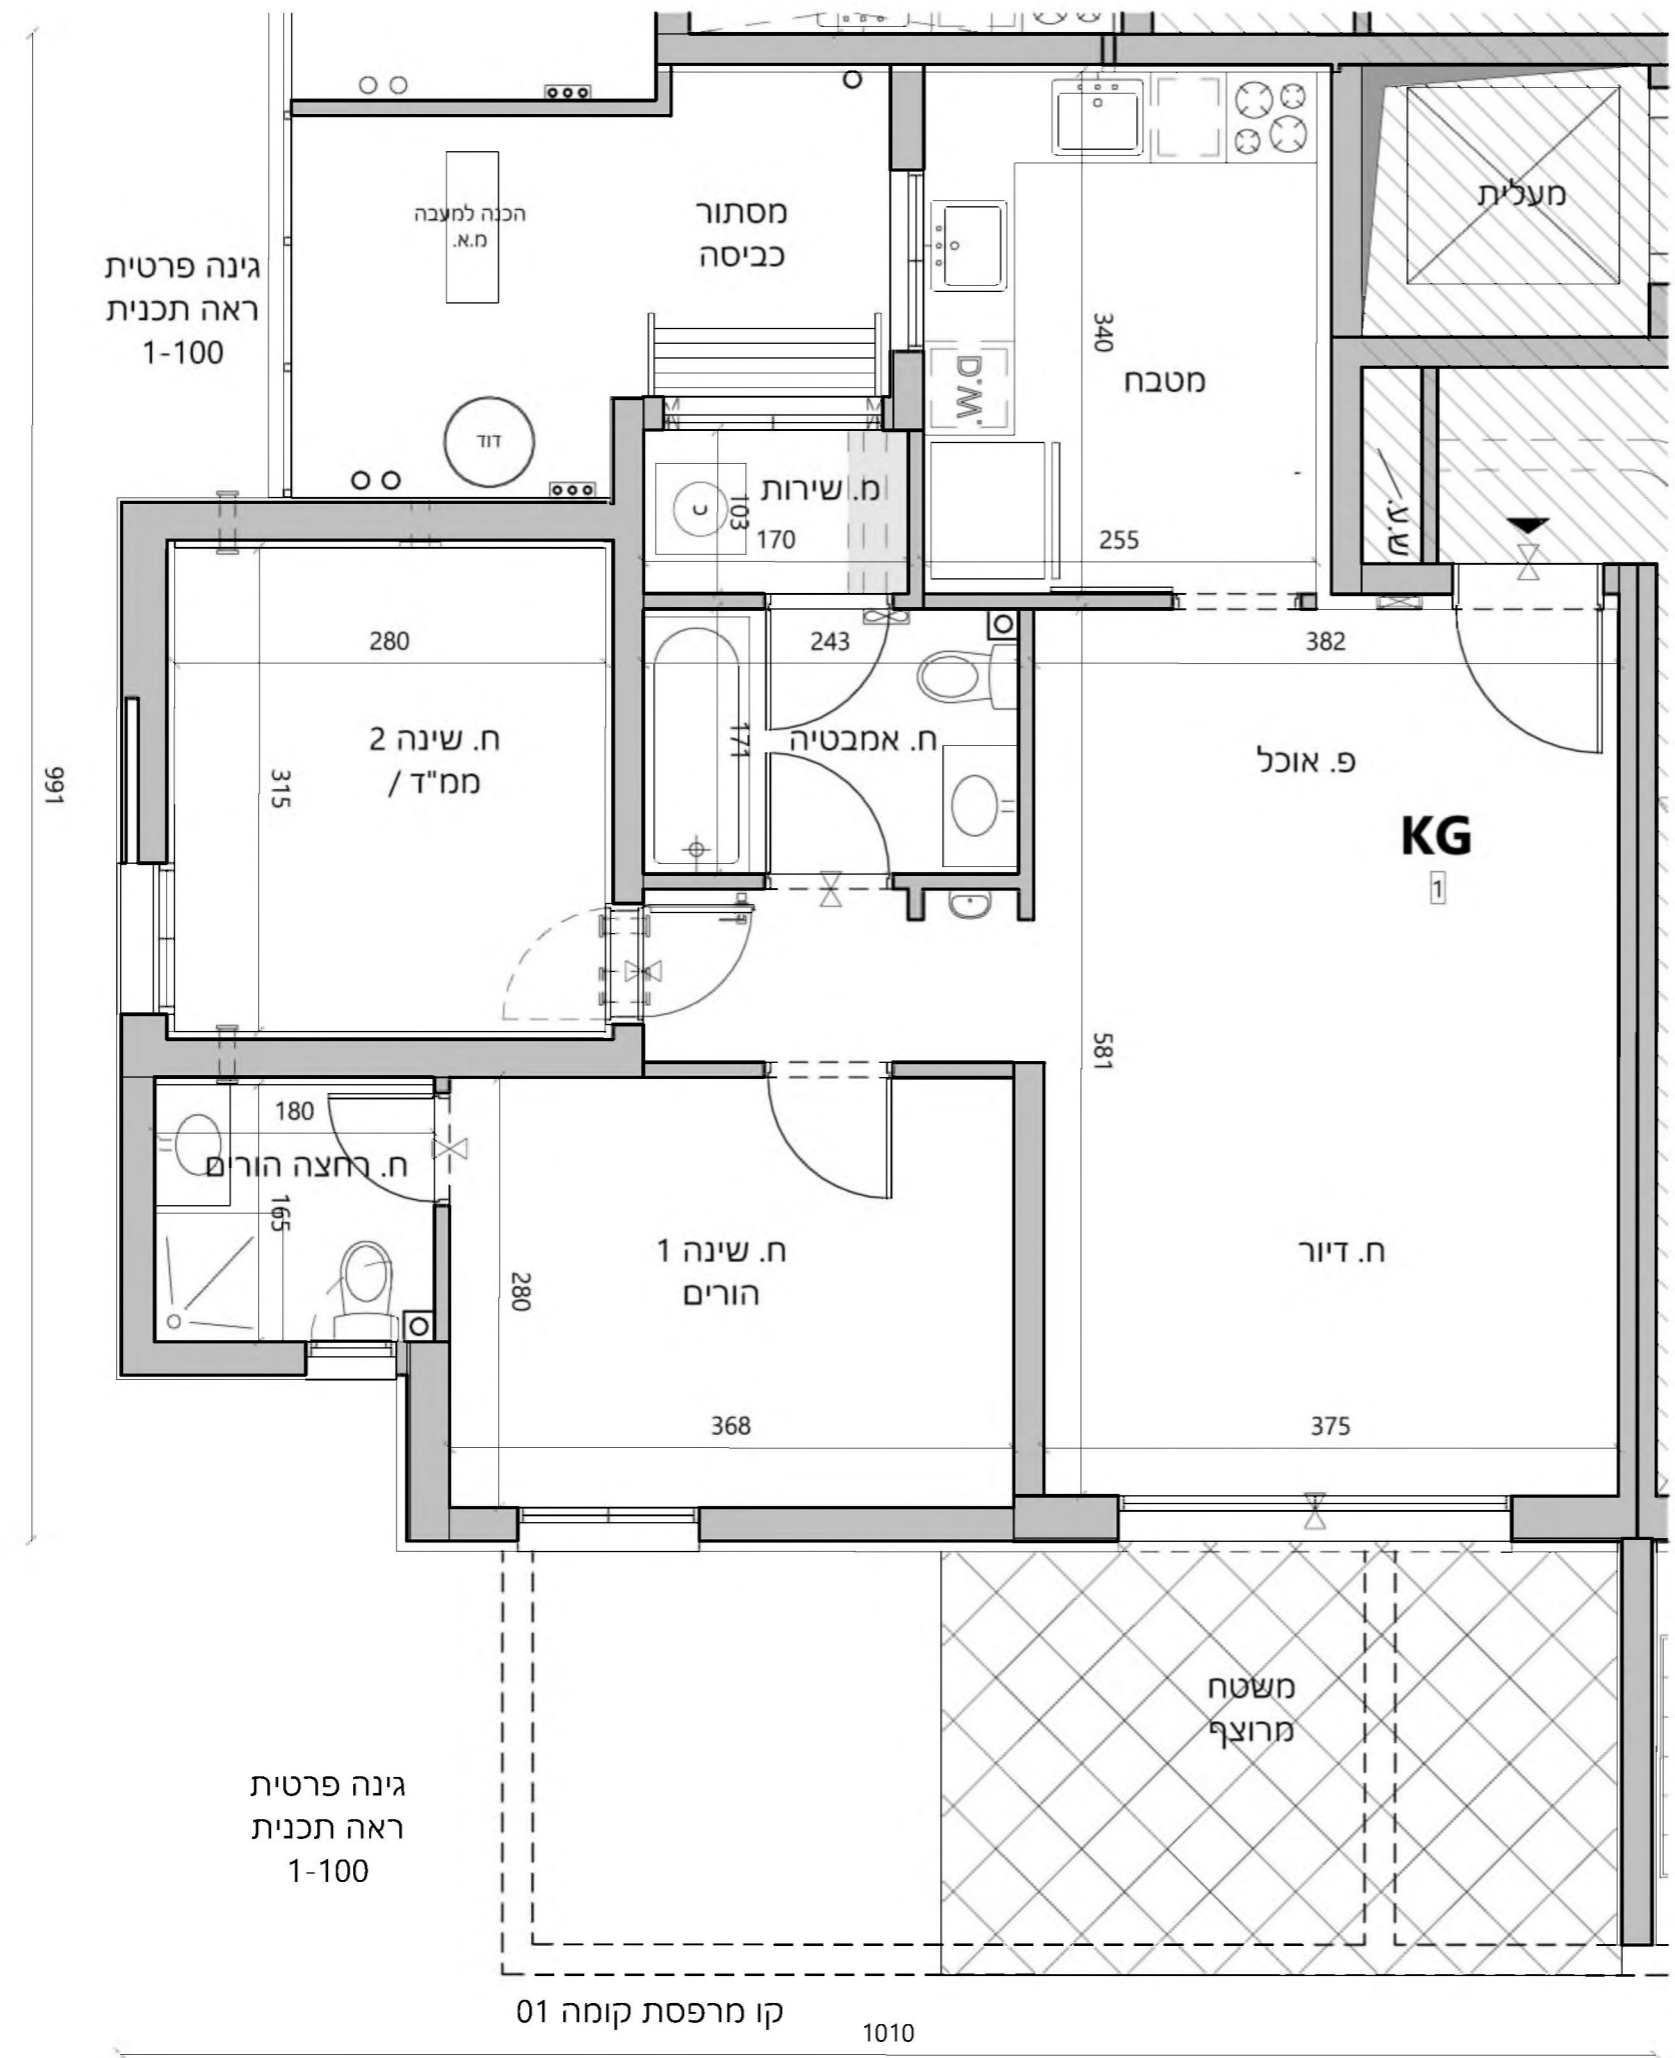 הכנה למעבה
מ.א.
מסתור
כביסה
מעלית
גינה פרטית
ראה תכנית
1-100
340
D.W.
מטבח
דוד
מ. שירות
103
170
255
ש.ע.
C
280
243
382
ח. שינה 2
ממ"ד /
315
171
ח. אמבטיה
פ. אוכל
991
KG
1
581
180
ח. רחצה הורים
165
ח. שינה 1
הורים
280
ח. דיור
368
375
משטח
מרוצף
גינה פרטית
ראה תכנית
1-100
קו מרפסת קומה 01
1010